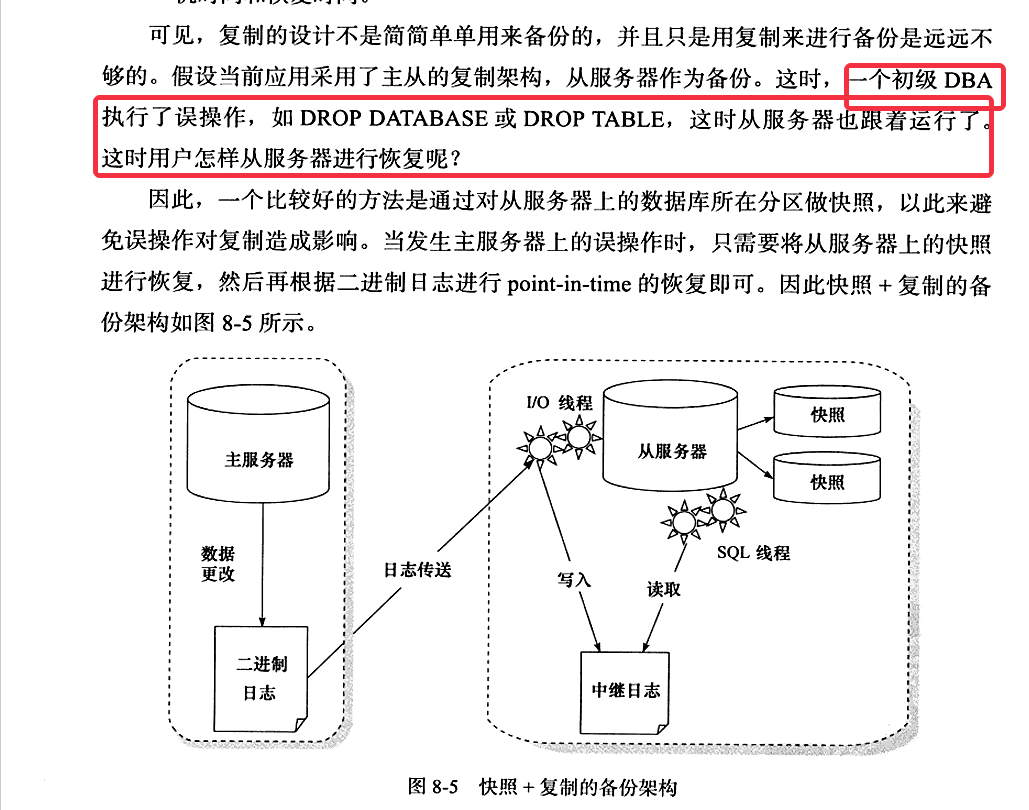 可见，复制的设计不是简简单单用来备份的，并且只是用复制来进行备份是远远不
够的。假设当前应用采用了主从的复制架构，从服务器作为备份。这时，一个初级 DBA
执行了误操作，如 DROP DATABASE 或 DROP TABLE，这时从服务器也跟着运行了。
这时用户怎样从服务器进行恢复呢？
因此，一个比较好的方法是通过对从服务器上的数据库所在分区做快照，以此来避
免误操作对复制造成影响。当发生主服务器上的误操作时，只需要将从服务器上的快照
进行恢复，然后再根据二进制日志进行 point-in-time 的恢复即可。因此快照 + 复制的备
份架构如图 8-5 所示。
I/O 线程
快照
主服务器
从服务器
快照
SQL 线程
数据
更改
日志传送
写入
读取
二进制
日志
中继日志
图 8-5 快照 + 复制的备份架构